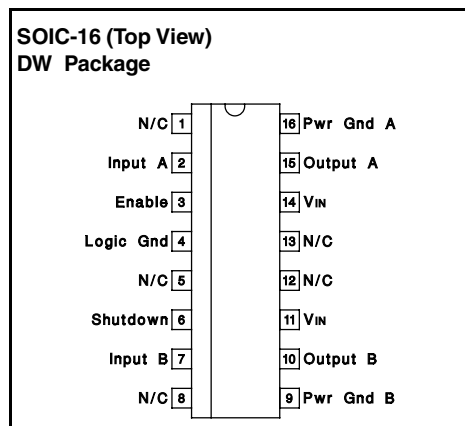 SOIC-16 (Top View)
DW Package
N/C 1 16 Pwr Gnd A
Input A 2 15 Output A
Enable 3 14 VIN
Logic Gnd 4 13 N/C
N/C 5 12 N/C
Shutdown 6 11 VIN
Input B 7 10 Output B
N/C 8 9 Pwr Gnd B